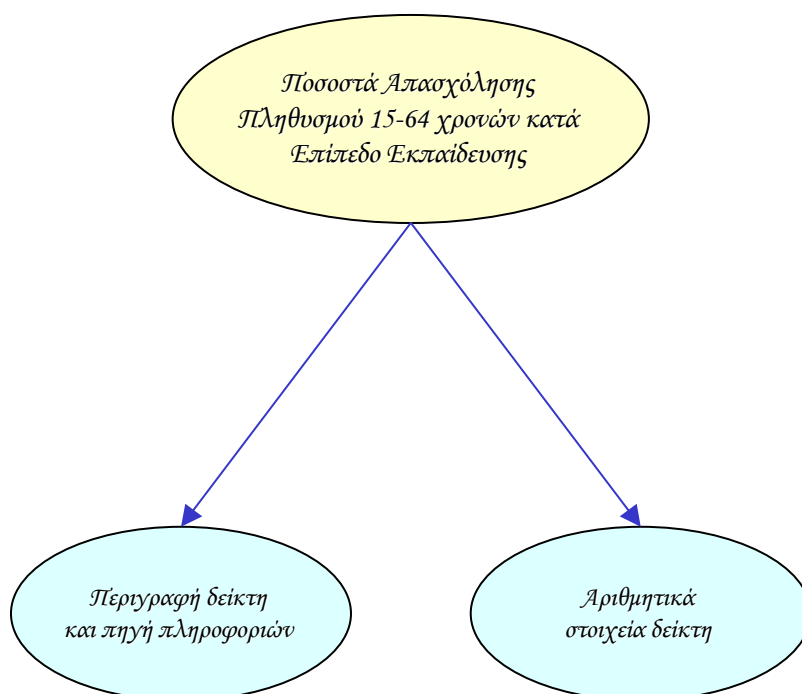 Ποσοστά Απασχόλησης
Πληθυσμού 15-64 χρονών κατά
Επίπεδο Εκπαίδευσης
Περιγραφή δείκτη
και πηγή πληροφοριών
Αριθμητικά
στοιχεία δείκτη